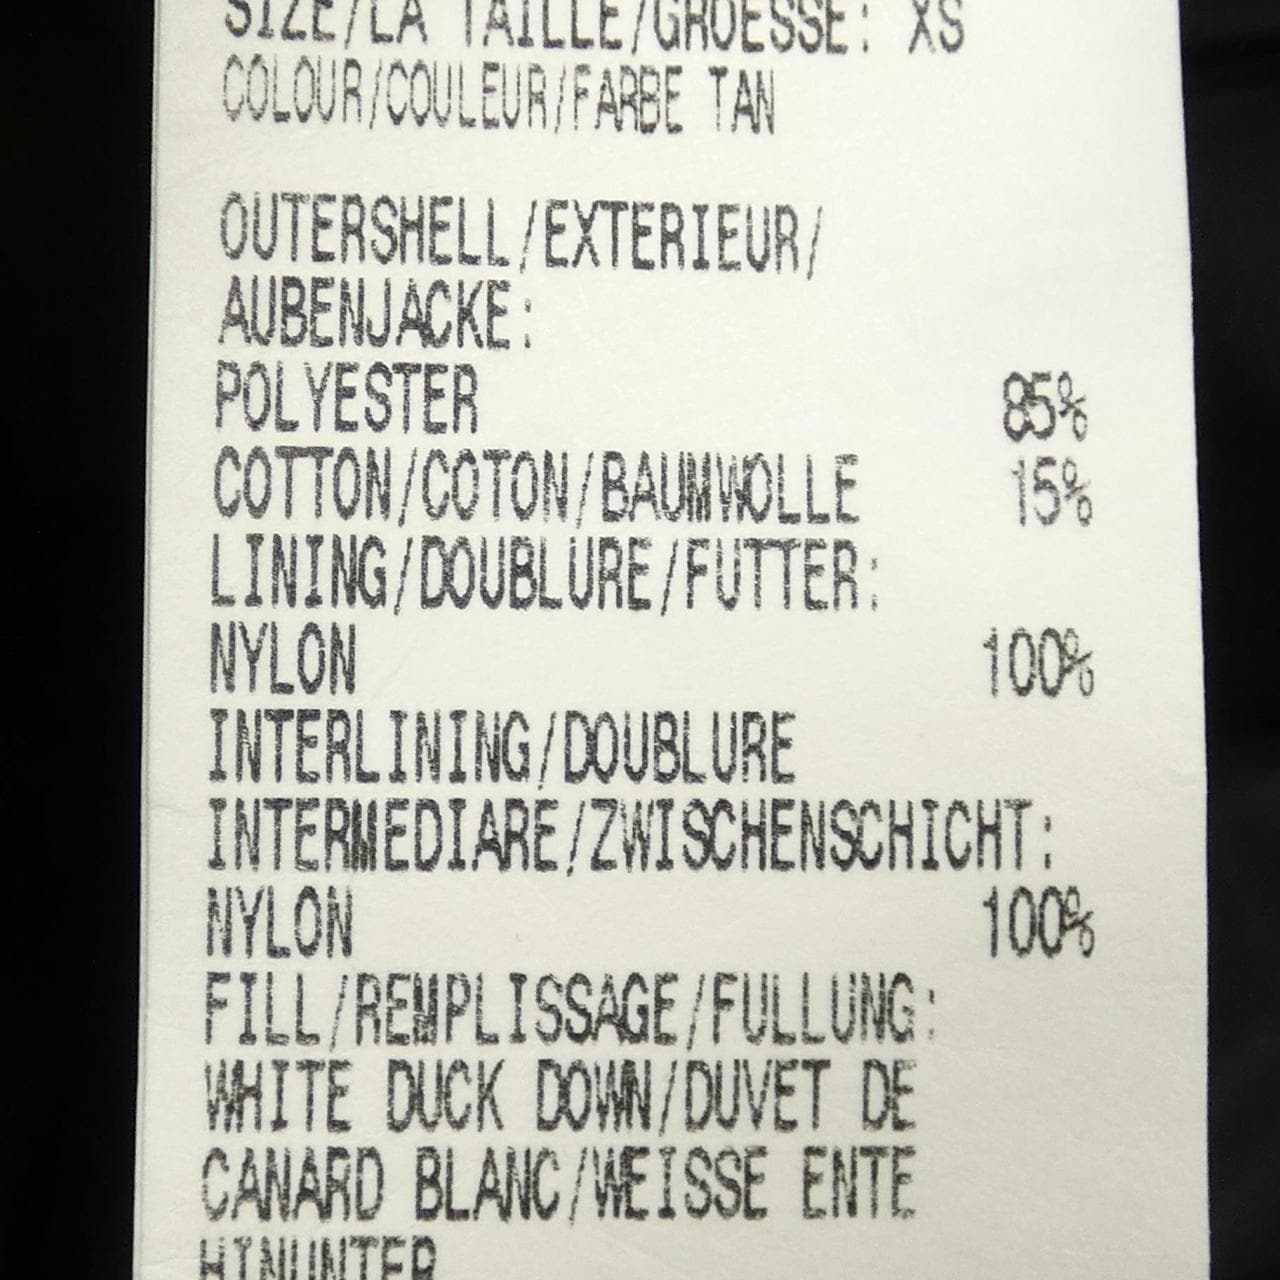 SIZE/LA TAILLE/GROESSE: XS
COLOUR/COULEUR/FARBE TAN
OUTERSHELL/EXTERIEUR/
AUBENJACKE:
POLYESTER 85%
COTTON/COTON/BAUMWOLLE 15%
LINING/DOUBLURE/FUTTER:
NYLON 100%
INTERLINING/DOUBLURE
INTERMEDIARE/ZWISCHENSCHICHT:
NYLON 100%
FILL/REMPLISSAGE/FULLUNG:
WHITE DUCK DOWN/DUVET DE
CANARD BLANC/WEISSE ENTE
HINUNTER